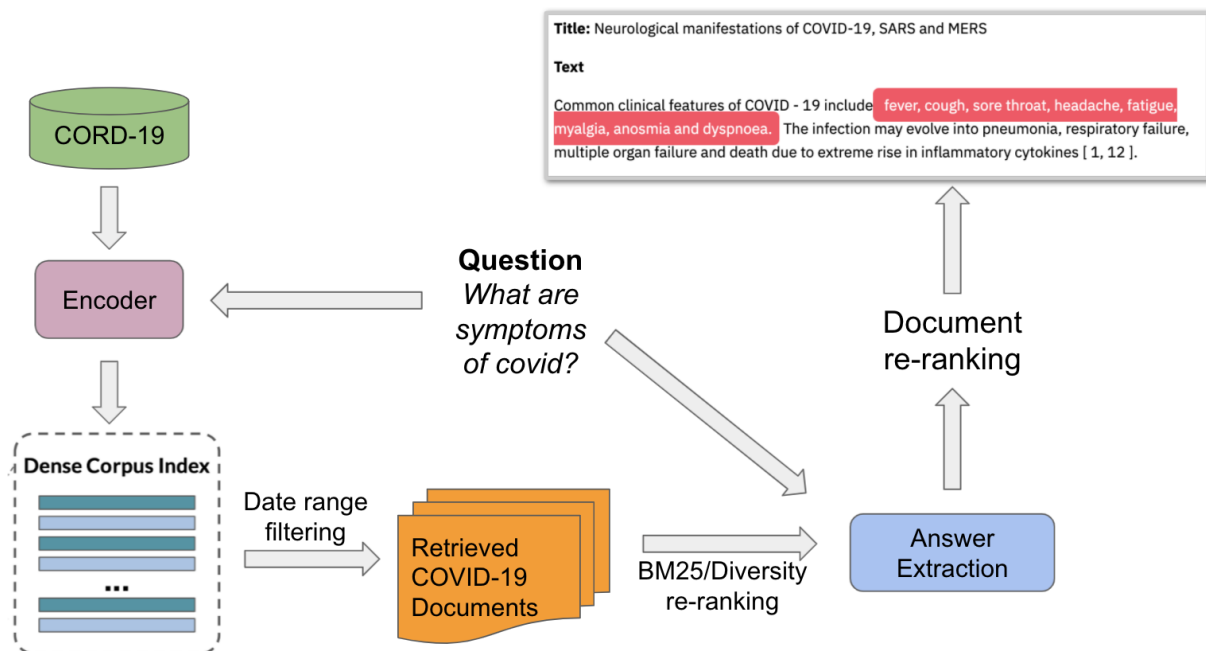 Title: Neurological manifestations of COVID-19, SARS and MERS
Text
Common clinical features of COVID - 19 include fever, cough, sore throat, headache, fatigue,
myalgia, anosmia and dyspnoea. The infection may evolve into pneumonia, respiratory failure,
multiple organ failure and death due to extreme rise in inflammatory cytokines [ 1, 12 ].
CORD-19
Encoder
Question
What are
symptoms
of covid?
Document
re-ranking
Dense Corpus Index
...
Date range
filtering
Retrieved
COVID-19
Documents
BM25/Diversity
re-ranking
Answer
Extraction